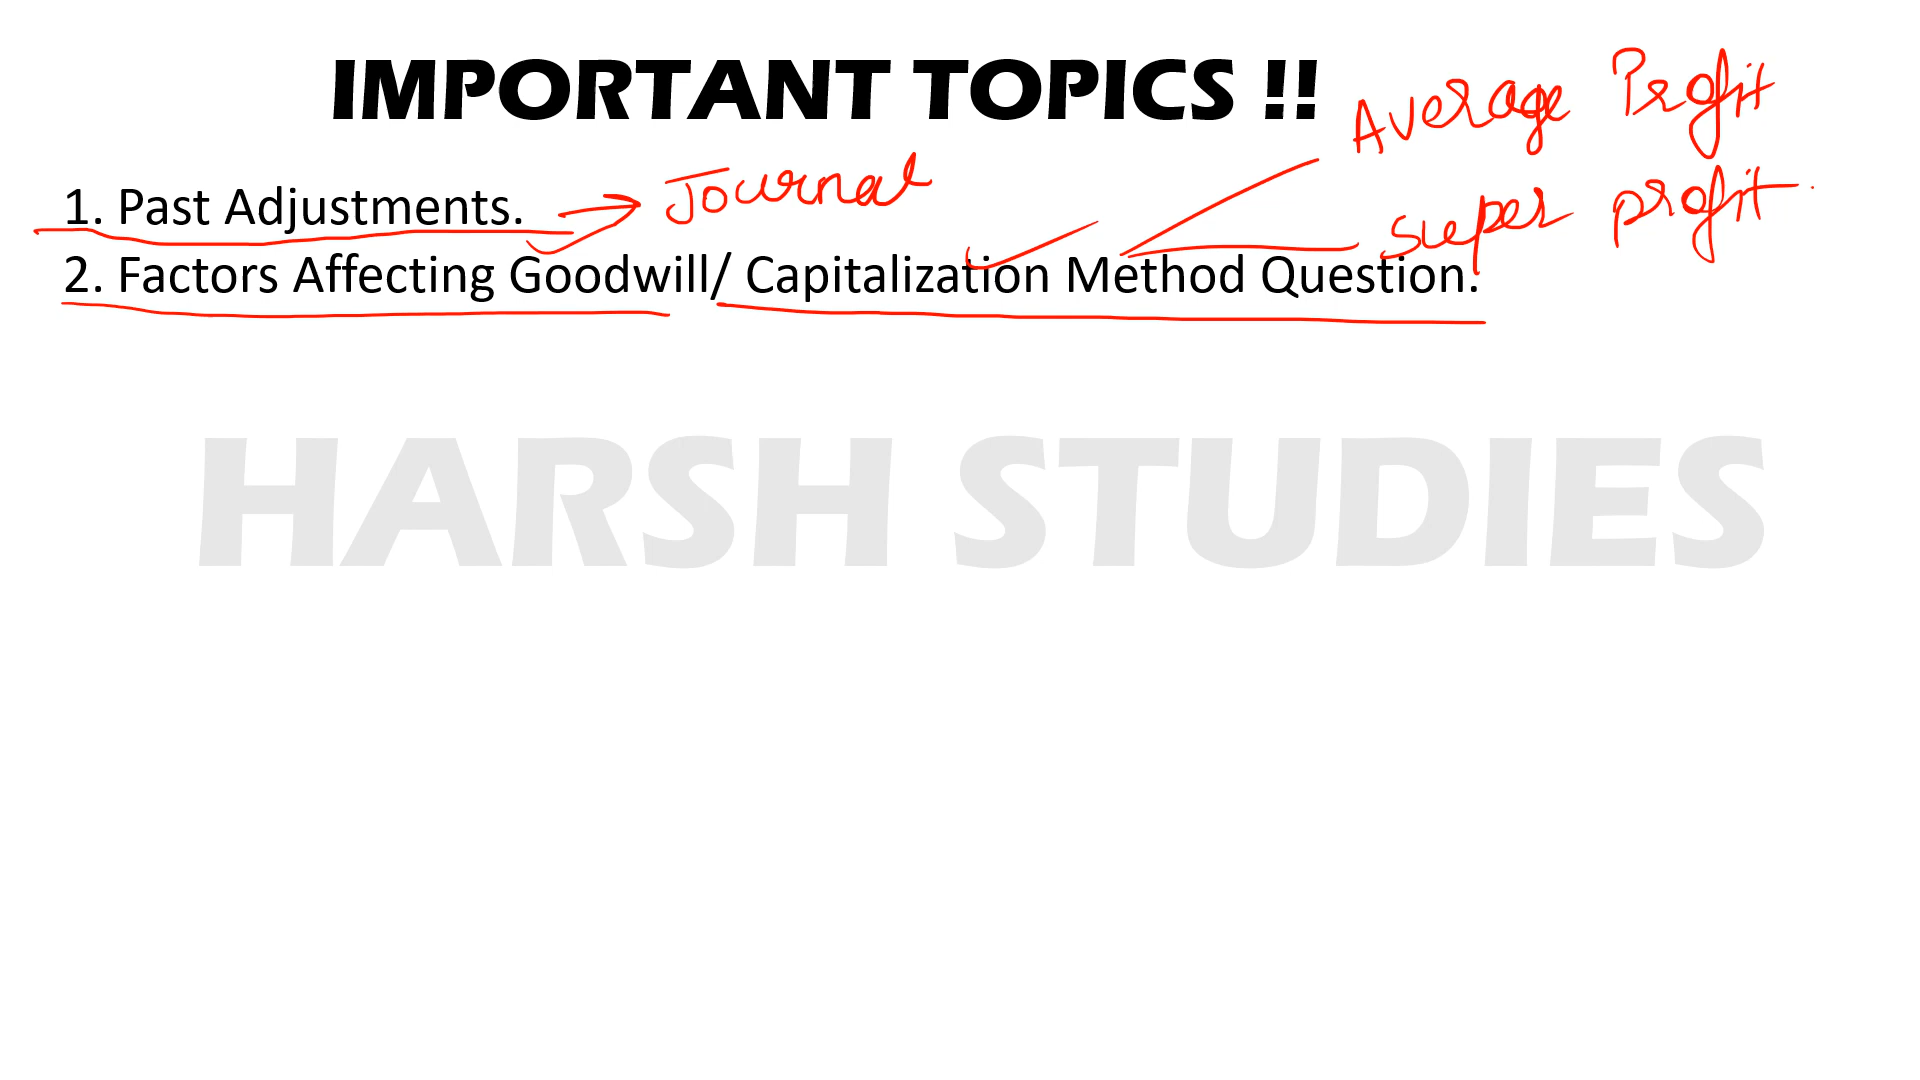 IMPORTANT TOPICS !!
Average Profit
1. Past Adjustments. → Journal
super profit
2. Factors Affecting Goodwill/ Capitalization Method Question.
HARSH STUDIES